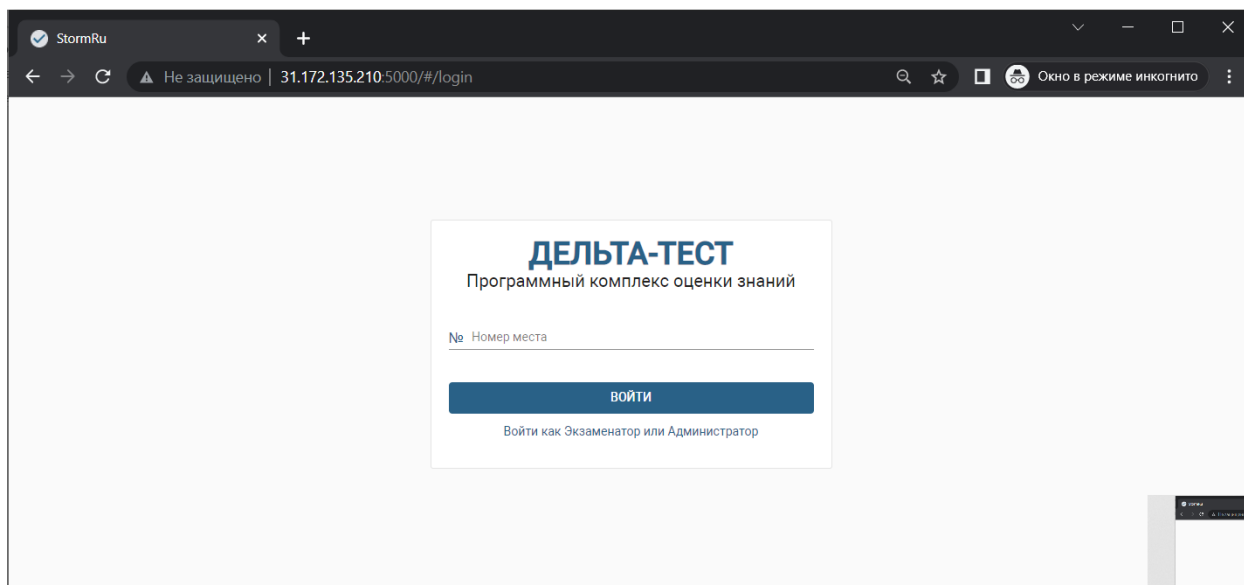 StormRu
Не защищено | 31.172.135.210:5000/#/login
Окно в режиме инкогнито
ДЕЛЬТА-ТЕСТ
Программный комплекс оценки знаний
№ Номер места
ВОЙТИ
Войти как Экзаменатор или Администратор